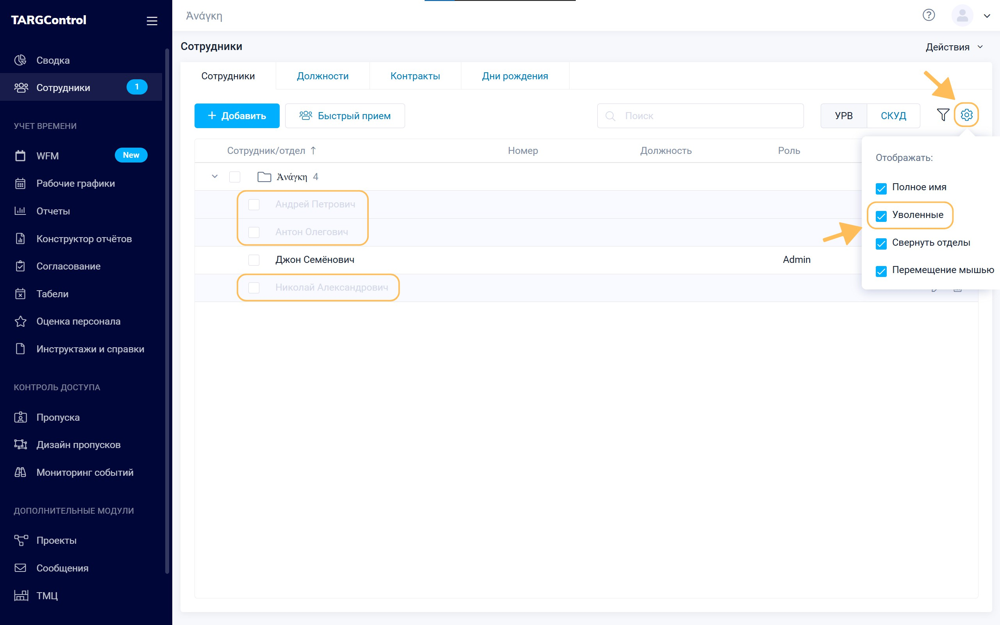 TARGControl
Ἀνάγκη
Сводка
Сотрудники 1
УЧЕТ ВРЕМЕНИ
WFM New
Рабочие графики
Отчеты
Конструктор отчётов
Согласование
Табели
Оценка персонала
Инструктажи и справки
КОНТРОЛЬ ДОСТУПА
Пропуска
Дизайн пропусков
Мониторинг событий
ДОПОЛНИТЕЛЬНЫЕ МОДУЛИ
Проекты
Сообщения
ТМЦ
Сотрудники
Действия
Сотрудники Должности Контракты Дни рождения
+ Добавить Быстрый прием Поиск УРВ СКУД
Сотрудник/отдел ↑ Номер Должность Роль
Ἀνάγκη 4
Андрей Петрович
Антон Олегович
Джон Семёнович Admin
Николай Александрович
Отображать:
Полное имя
Уволенные
Свернуть отделы
Перемещение мышью